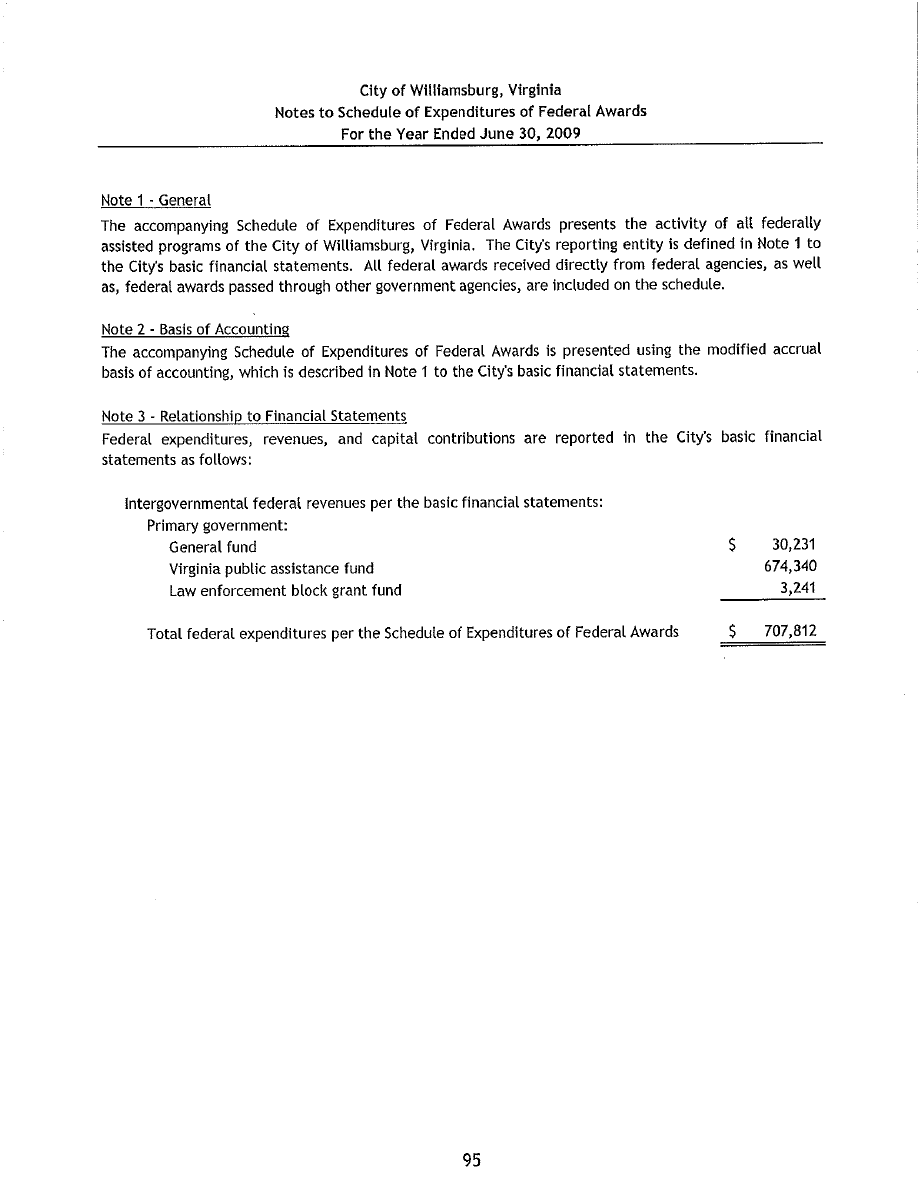 City of Williamsburg, Virginia
Notes to Schedule of Expenditures of Federal Awards
For the Year Ended June 30, 2009
Note 1 - General
The accompanying Schedule of Expenditures of Federal Awards presents the activity of all federally
assisted programs of the City of Williamsburg, Virginia. The City's reporting entity is defined in Note 1 to
the City's basic financial statements. All federal awards received directly from federal agencies, as well
as, federal awards passed through other government agencies, are included on the schedule.
Note 2 - Basis of Accounting
The accompanying Schedule of Expenditures of Federal Awards is presented using the modified accrual
basis of accounting, which is described in Note 1 to the City's basic financial statements.
Note 3 - Relationship to Financial Statements
Federal expenditures, revenues, and capital contributions are reported in the City's basic financial
statements as follows:
Intergovernmental federal revenues per the basic financial statements:
Primary government:
General fund $ 30,231
Virginia public assistance fund 674,340
Law enforcement block grant fund 3,241
Total federal expenditures per the Schedule of Expenditures of Federal Awards $ 707,812
95